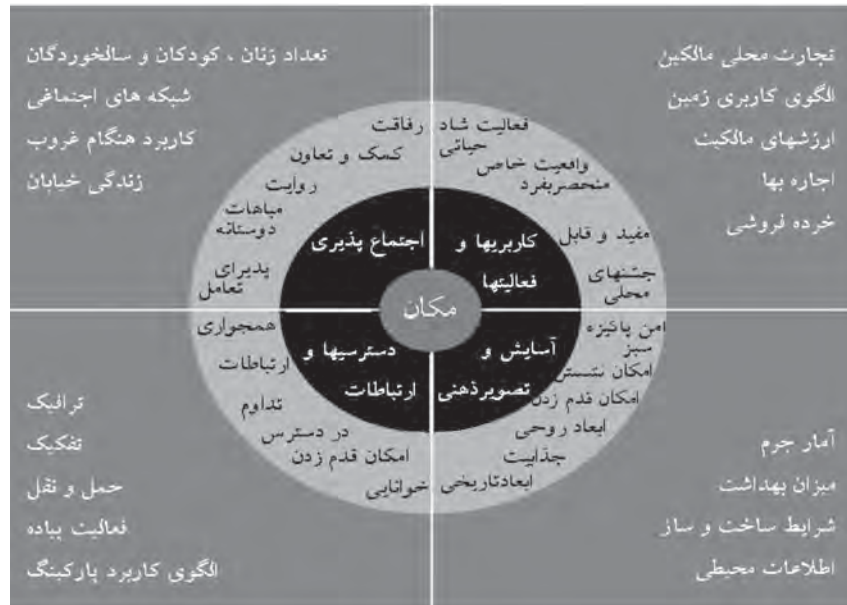 تجارت محلی مالکین
الگوی کاربری زمین
ارزشهای مالکیت
اجاره بها
خرده فروشی
تعداد زنان ، کودکان و سالخوردگان
شبکه های اجتماعی
کاربرد هنگام غروب
زندگی خیابان
فعالیت شاد
حیاتی
واقعیت خاص
منحصربفرد
مفید و قابل
جشنهای
محلی
رفاقت
کمک و تعاون
روایت
مباهات
دوستانه
پذیرای
تعامل
کاربریها و
فعالیتها
اجتماع پذیری
مکان
آسایش و
تصویرذهنی
دسترسیها و
ارتباطات
امن پاکیزه
سبز
امکان نشستن
امکان قدم زدن
ابعاد روحی
جذابیت
ابعادتاریخی
همجواری
ارتباطات
تداوم
در دسترس
امکان قدم زدن
خوانایی
آمار جرم
میزان بهداشت
شرایط ساخت و ساز
اطلاعات محیطی
ترافیک
تفکیک
حمل و نقل
فعالیت پیاده
الگوی کاربرد پارکینگ